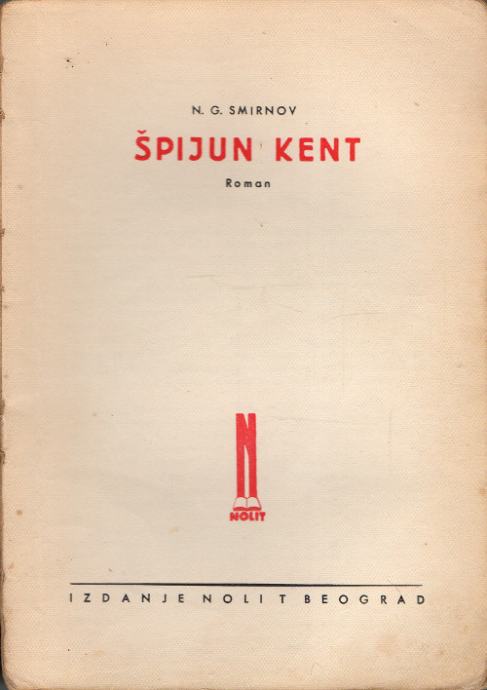 N. G. SMIRNOV
ŠPIJUN KENT
Roman
N
NOLIT
IZDANJE NOLIT BEOGRAD